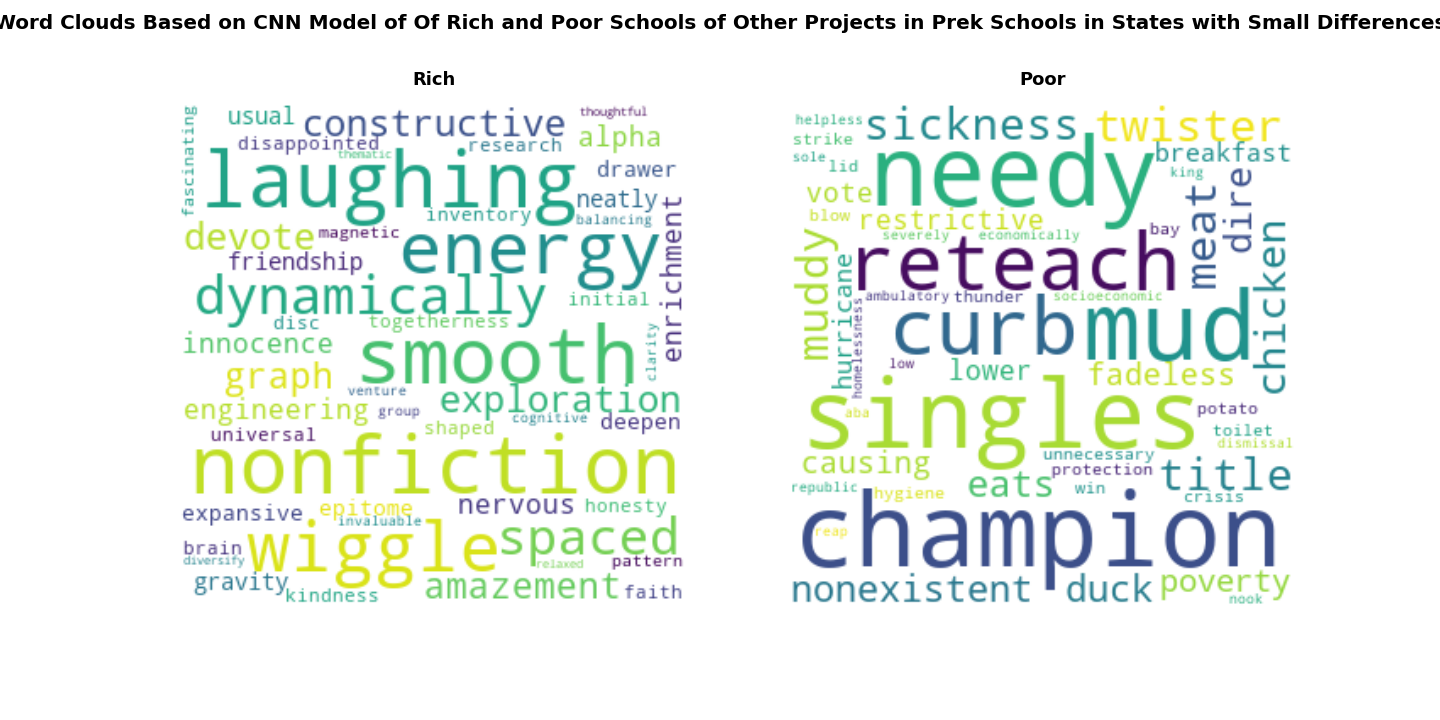 Word Clouds Based on CNN Model of Of Rich and Poor Schools of Other Projects in Prek Schools in States with Small Differences
Rich
fascinating
usual
constructive
thoughtful
alpha
disappointed
thematic
research
laughing
drawer
neatly
inventory
balancing
devote
magnetic
energy
enrichment
friendship
dynamically
initial
disc
togetherness
innocence
smooth
clarity
graph
venture
exploration
engineering
group
cognitive
deepen
universal
shaped
nonfiction
expansive
epitome
nervous
honesty
invaluable
brain
wiggle
spaced
diversify
relaxed
pattern
gravity
kindness
amazement
faith
Poor
helpless
sickness
twister
strike
sole
lid
needy
breakfast
king
vote
meat
dire
blow
restrictive
severely
economically
bay
muddy
hurricane
reteach
chicken
ambulatory
thunder
socioeconomic
homelessness
curb
mud
low
lower
fadeless
singles
aba
potato
toilet
dismissal
causing
unnecessary
protection
title
republic
hygiene
eats
win
crisis
champion
reap
nonexistent
duck
poverty
nook